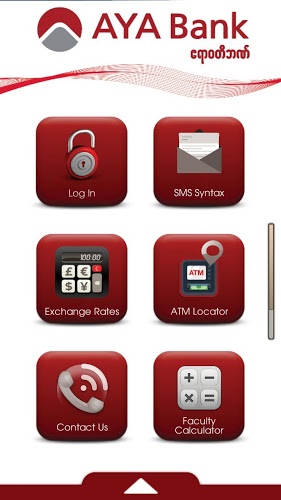 AYA Bank
ဧရာဝတီဘဏ်
Log In
SMS Syntax
100:00
£ €
$ ¥
Exchange Rates
ATM
ATM Locator
Contact Us
+ −
× =
Faculty
Calculator